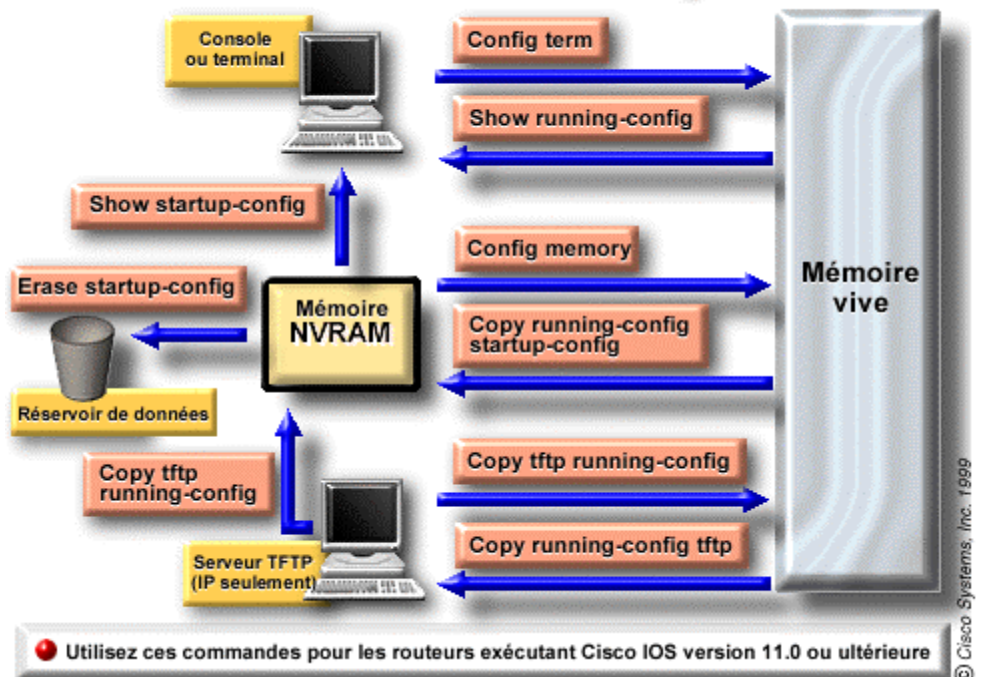 Console
ou terminal
Config term
Show running-config
Show startup-config
Config memory
Erase startup-config
Mémoire
NVRAM
Mémoire
vive
Copy running-config
startup-config
Réservoir de données
Copy tftp
running-config
Copy tftp running-config
Copy running-config tftp
Serveur TFTP
(IP seulement)
Utilisez ces commandes pour les routeurs exécutant Cisco IOS version 11.0 ou ultérieure
© Cisco Systems, Inc. 1999